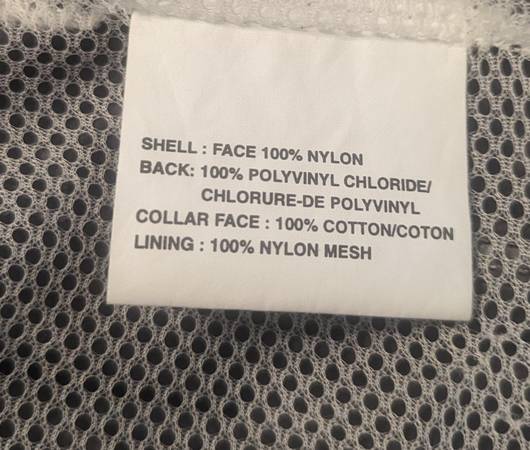 SHELL : FACE 100% NYLON
BACK: 100% POLYVINYL CHLORIDE/
CHLORURE-DE POLYVINYL
COLLAR FACE : 100% COTTON/COTON
LINING : 100% NYLON MESH